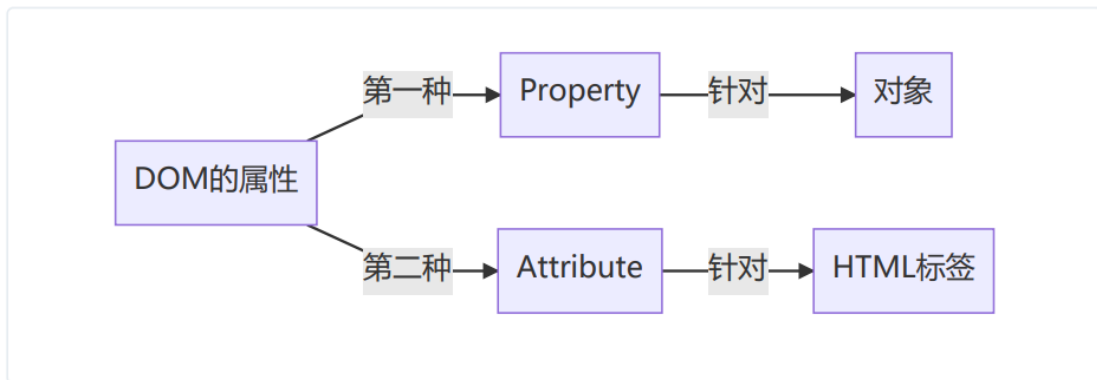 第一种
Property
针对
对象
DOM的属性
第二种
Attribute
针对
HTML标签